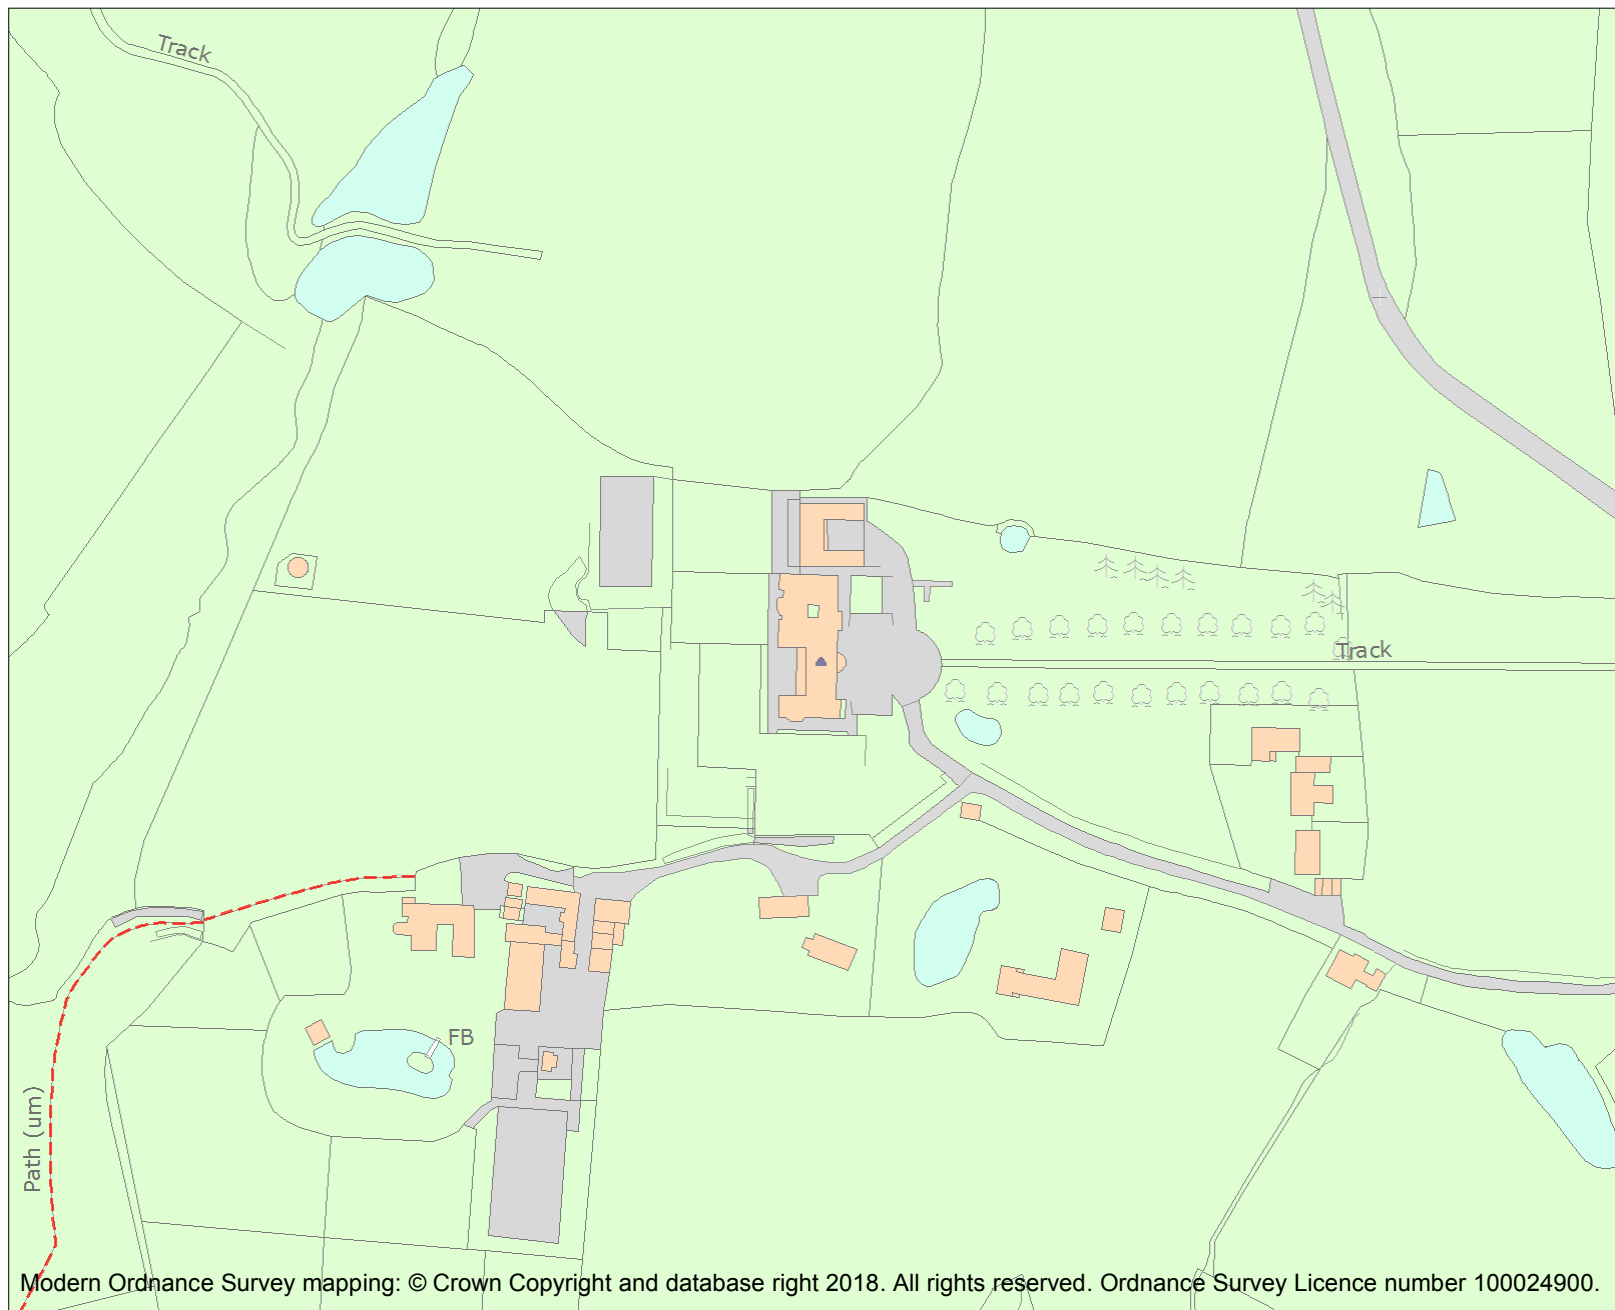 Track
Track
FB
Path (um)
Modern Ordnance Survey mapping: © Crown Copyright and database right 2018. All rights reserved. Ordnance Survey Licence number 100024900.